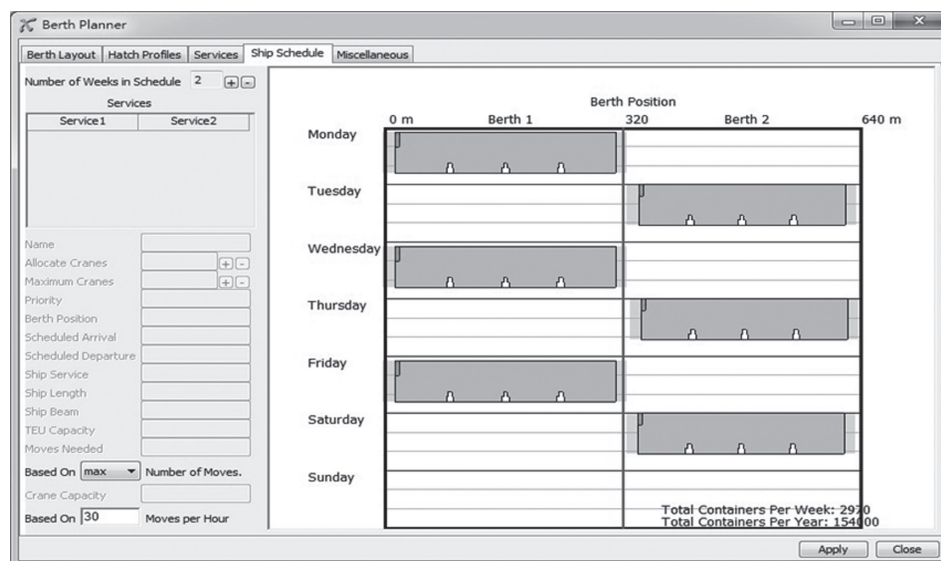 Berth Planner
Berth Layout Hatch Profiles Services Ship Schedule Miscellaneous
Number of Weeks in Schedule 2 + -
Services
Service1 Service2
Name
Allocate Cranes + -
Maximum Cranes + -
Priority
Berth Position
Scheduled Arrival
Scheduled Departure
Ship Service
Ship Length
Ship Beam
TEU Capacity
Moves Needed
Based On max Number of Moves.
Crane Capacity
Based On 30 Moves per Hour
Berth Position
0 m Berth 1 320 Berth 2 640 m
Monday
Tuesday
Wednesday
Thursday
Friday
Saturday
Sunday
Total Containers Per Week: 2970
Total Containers Per Year: 154000
Apply Close